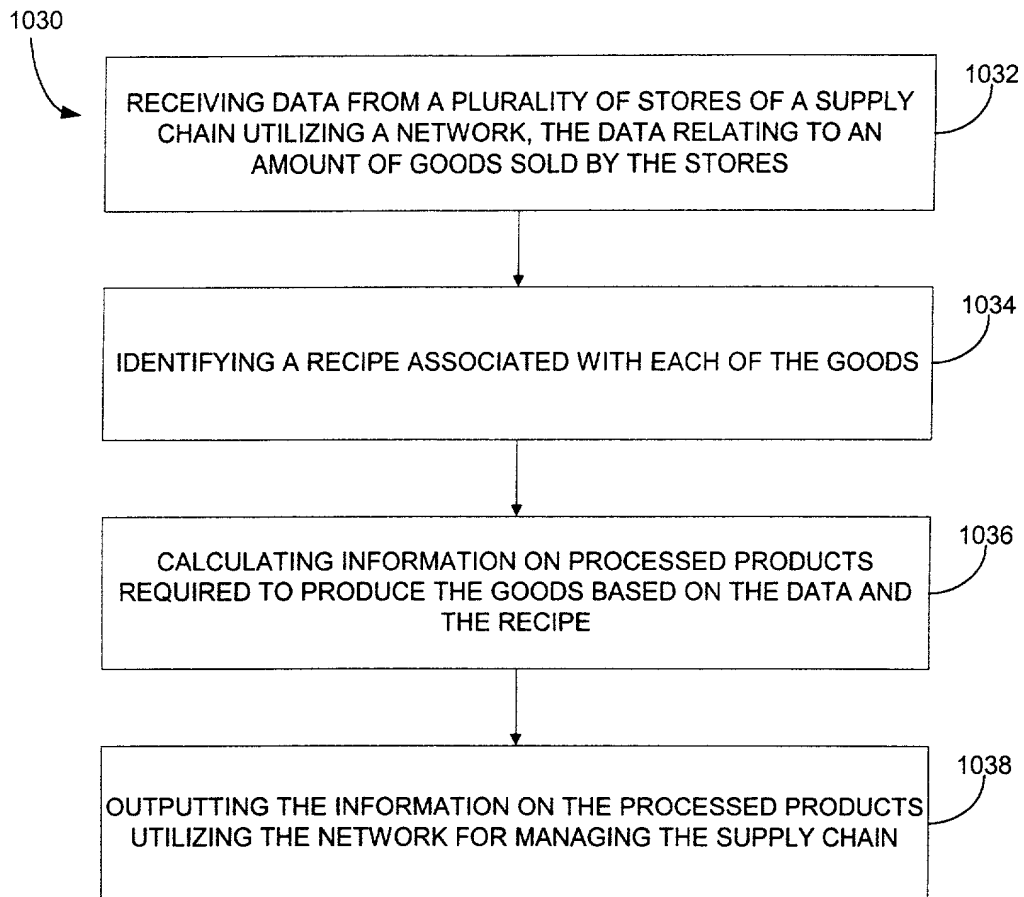 1030
1032
RECEIVING DATA FROM A PLURALITY OF STORES OF A SUPPLY
CHAIN UTILIZING A NETWORK, THE DATA RELATING TO AN
AMOUNT OF GOODS SOLD BY THE STORES
1034
IDENTIFYING A RECIPE ASSOCIATED WITH EACH OF THE GOODS
1036
CALCULATING INFORMATION ON PROCESSED PRODUCTS
REQUIRED TO PRODUCE THE GOODS BASED ON THE DATA AND
THE RECIPE
1038
OUTPUTTING THE INFORMATION ON THE PROCESSED PRODUCTS
UTILIZING THE NETWORK FOR MANAGING THE SUPPLY CHAIN